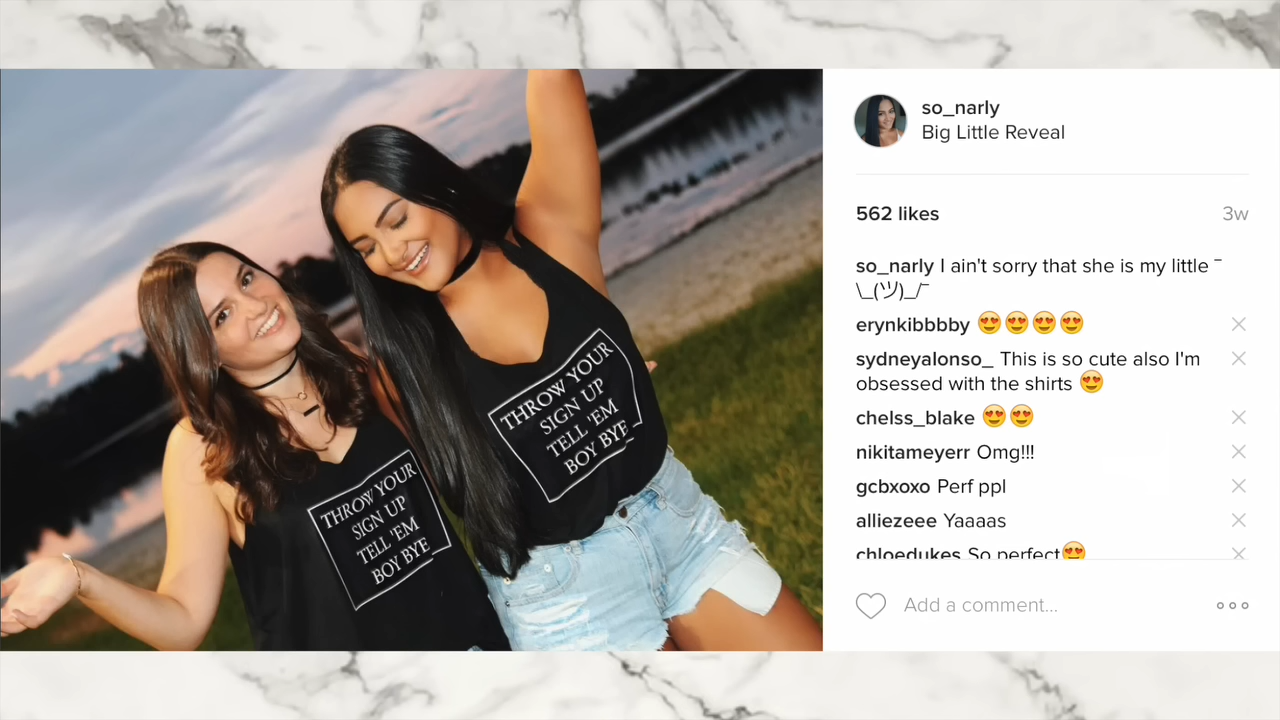 THROW YOUR
SIGN UP
TELL 'EM
BOY BYE
THROW YOUR
SIGN UP
TELL 'EM
BOY BYE
so_narly
Big Little Reveal
562 likes 3w
so_narly I ain't sorry that she is my little ¯
\_(ツ)_/¯
erynkibbbby 😍😍😍😍
sydneyalonso_ This is so cute also I'm
obsessed with the shirts 😍
chelss_blake 😍😍
nikitameyerr Omg!!!
gcbxoxo Perf ppl
alliezeee Yaaaas
chloedukes So perfect😍
Add a comment...